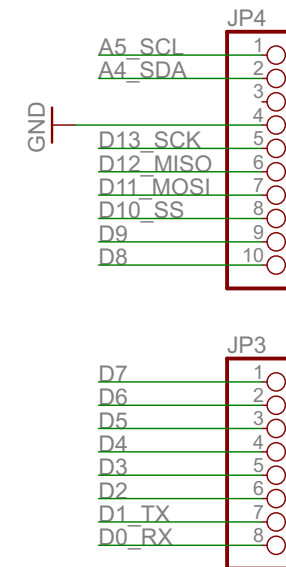 JP4
A5_SCL 1
A4_SDA 2
3
GND 4
D13_SCK 5
D12_MISO 6
D11_MOSI 7
D10_SS 8
D9 9
D8 10
JP3
D7 1
D6 2
D5 3
D4 4
D3 5
D2 6
D1_TX 7
D0_RX 8